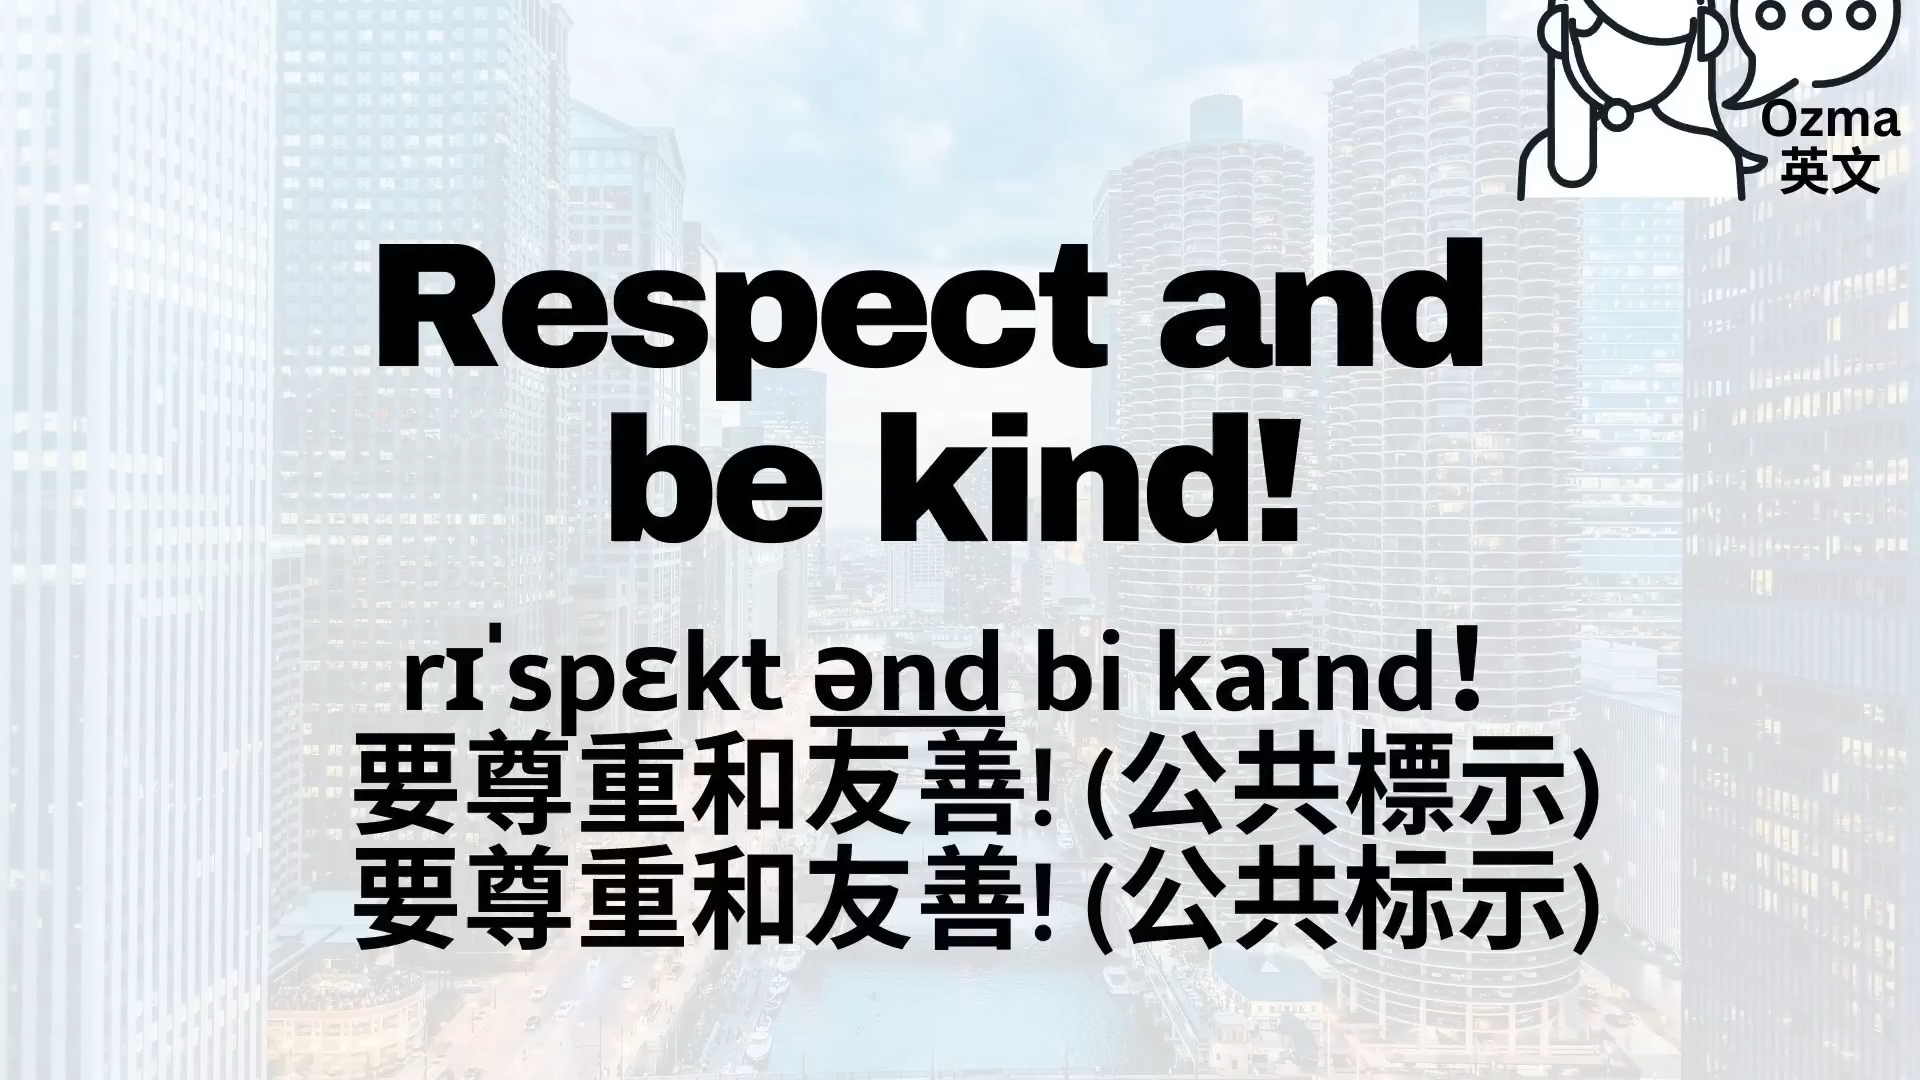 Ozma
英文
Respect and
be kind!
rɪˈspɛkt ənd bi kaɪnd!
要尊重和友善! (公共標示)
要尊重和友善! (公共标示)